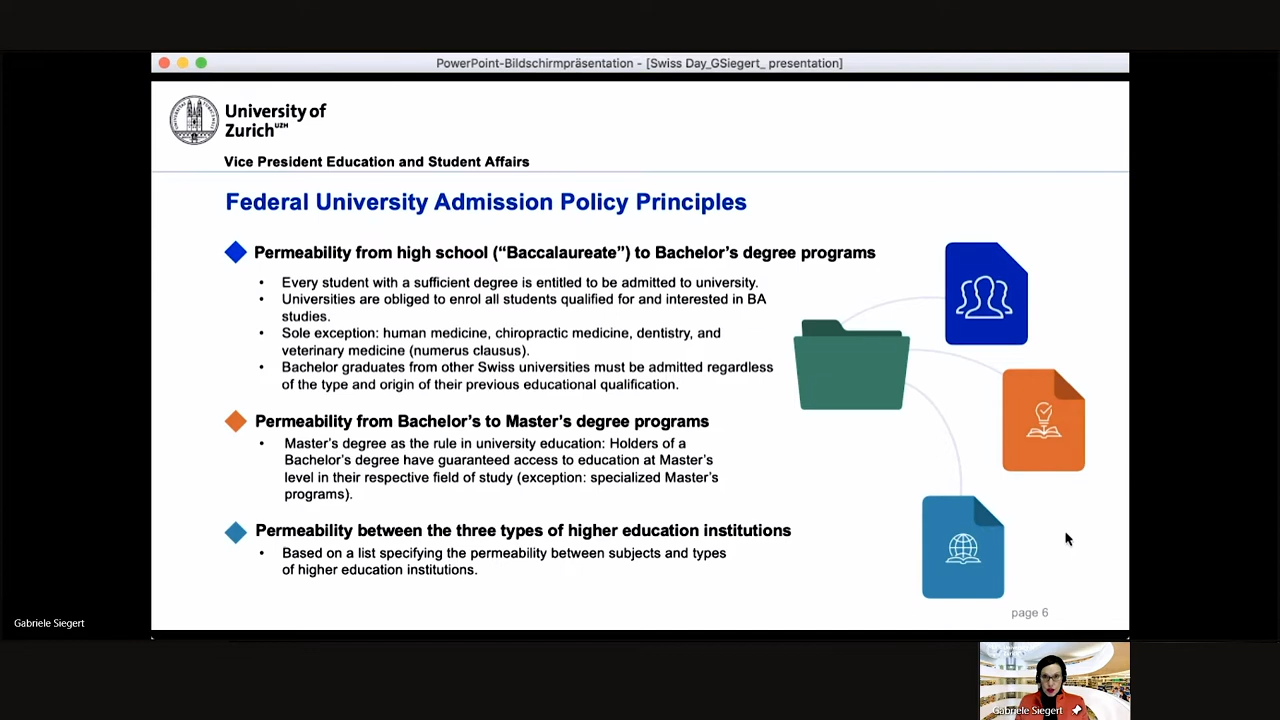 PowerPoint-Bildschirmpräsentation - [Swiss Day_GSiegert_ presentation]
University of
Zurich UZH
Vice President Education and Student Affairs
Federal University Admission Policy Principles
Permeability from high school (“Baccalaureate”) to Bachelor’s degree programs
• Every student with a sufficient degree is entitled to be admitted to university.
• Universities are obliged to enrol all students qualified for and interested in BA
studies.
• Sole exception: human medicine, chiropractic medicine, dentistry, and
veterinary medicine (numerus clausus).
• Bachelor graduates from other Swiss universities must be admitted regardless
of the type and origin of their previous educational qualification.
Permeability from Bachelor’s to Master’s degree programs
• Master’s degree as the rule in university education: Holders of a
Bachelor’s degree have guaranteed access to education at Master’s
level in their respective field of study (exception: specialized Master’s
programs).
Permeability between the three types of higher education institutions
• Based on a list specifying the permeability between subjects and types
of higher education institutions.
page 6
Gabriele Siegert
Gabriele Siegert